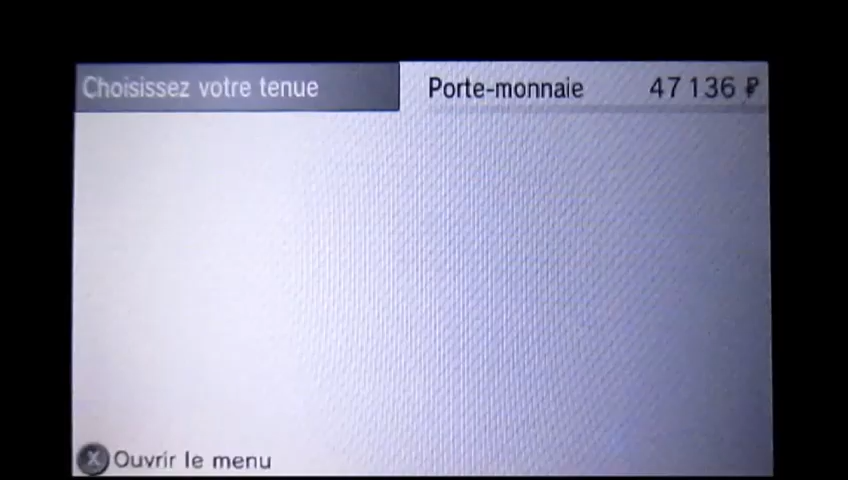 Choisissez votre tenue
Porte-monnaie 47 136 ₽
X Ouvrir le menu